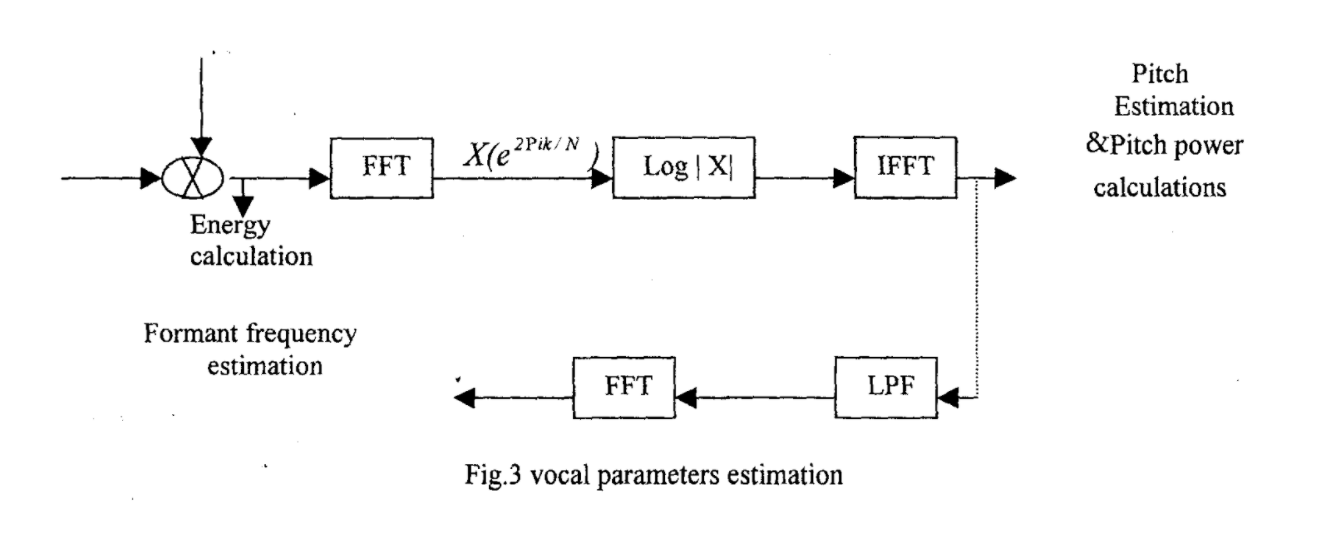 Pitch
Estimation
&Pitch power
calculations
X
FFT
X(e^{2Pik/N})
Log | X|
IFFT
Energy
calculation
Formant frequency
estimation
FFT
LPF
Fig.3 vocal parameters estimation